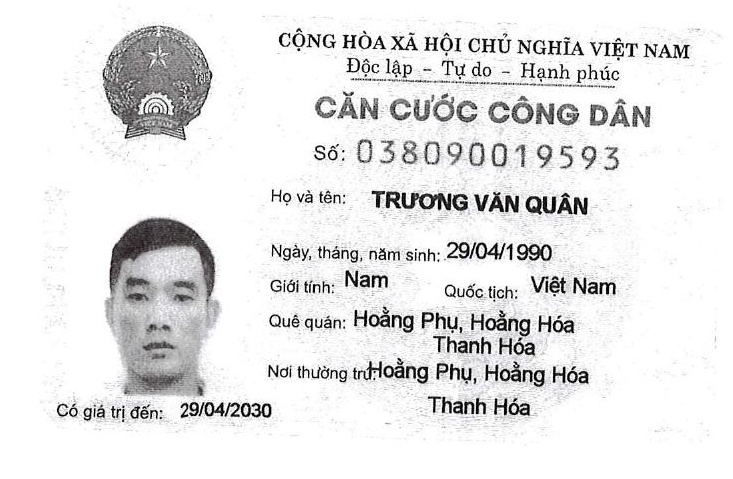 CỘNG HÒA XÃ HỘI CHỦ NGHĨA VIỆT NAM
Độc lập - Tự do - Hạnh phúc
CĂN CƯỚC CÔNG DÂN
Số: 038090019593
Họ và tên: TRƯƠNG VĂN QUÂN
Ngày, tháng, năm sinh: 29/04/1990
Giới tính: Nam Quốc tịch: Việt Nam
Quê quán: Hoằng Phụ, Hoằng Hóa
Thanh Hóa
Nơi thường trú: Hoằng Phụ, Hoằng Hóa
Thanh Hóa
Có giá trị đến: 29/04/2030